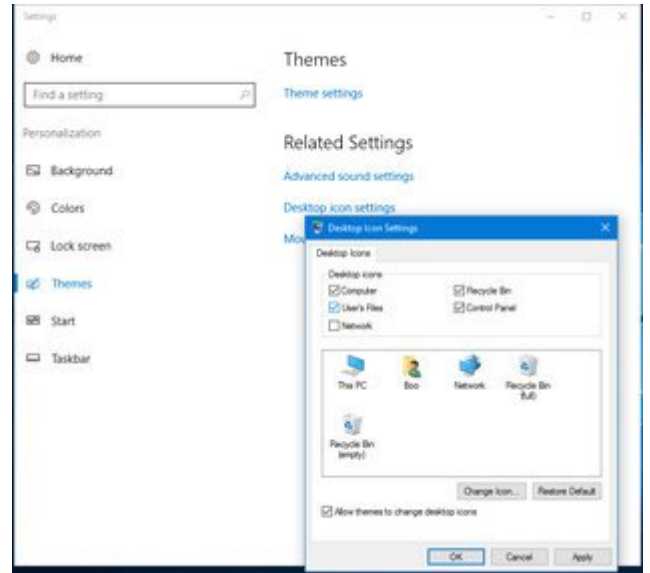 Settings
Home
Find a setting
Personalization
Background
Colors
Lock screen
Themes
Start
Taskbar
Themes
Theme settings
Related Settings
Advanced sound settings
Desktop icon settings
Desktop Icon Settings
Desktop Icons
Desktop icons
Computer
Recycle Bin
User's Files
Control Panel
Network
This PC
Boo
Network
Recycle Bin
(full)
Recycle Bin
(empty)
Change Icon...
Restore Default
Allow themes to change desktop icons
OK
Cancel
Apply